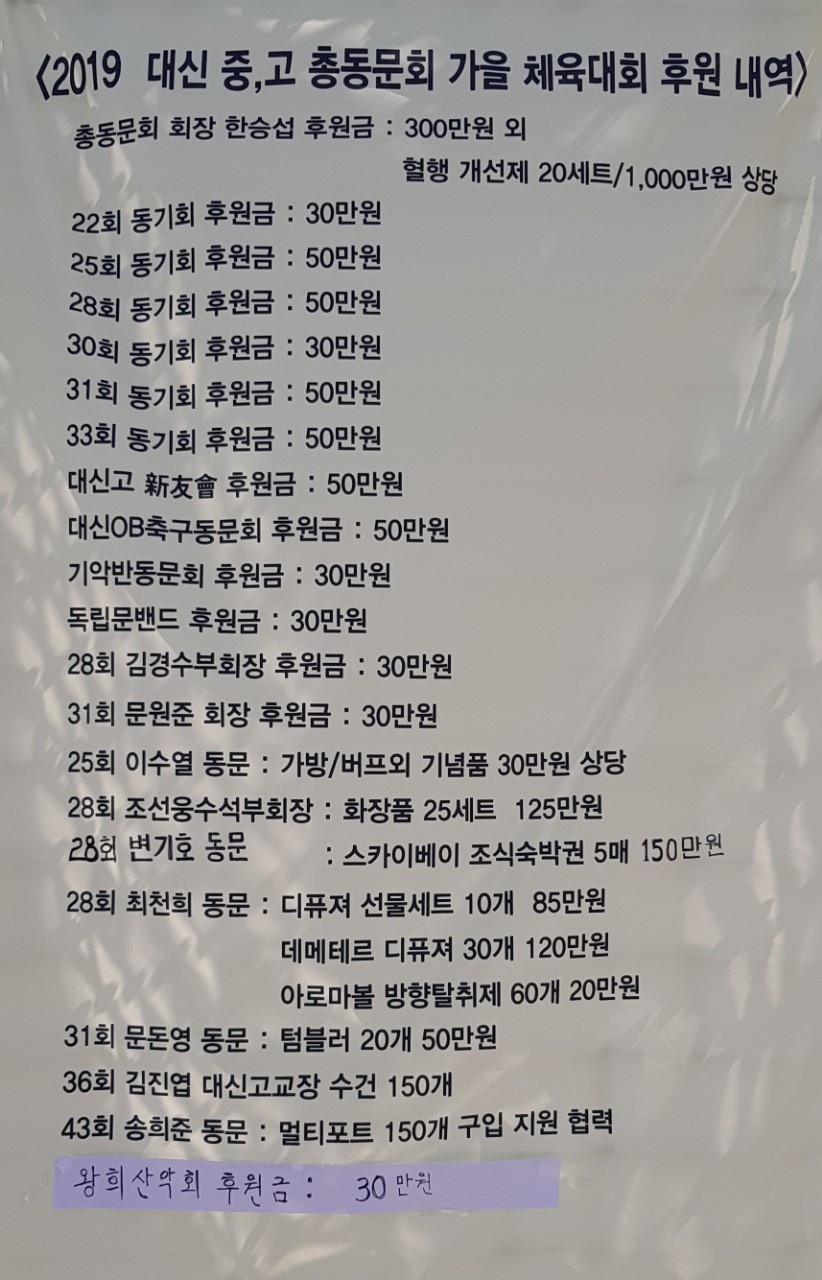 <2019 대신 중,고 총동문회 가을 체육대회 후원 내역>
총동문회 회장 한승섭 후원금 : 300만원 외
혈행 개선제 20세트/1,000만원 상당
22회 동기회 후원금 : 30만원
25회 동기회 후원금 : 50만원
28회 동기회 후원금 : 50만원
30회 동기회 후원금 : 30만원
31회 동기회 후원금 : 50만원
33회 동기회 후원금 : 50만원
대신고 新友會 후원금 : 50만원
대신OB축구동문회 후원금 : 50만원
기악반동문회 후원금 : 30만원
독립문밴드 후원금 : 30만원
28회 김경수부회장 후원금 : 30만원
31회 문원준 회장 후원금 : 30만원
25회 이수열 동문 : 가방/버프외 기념품 30만원 상당
28회 조선웅수석부회장 : 화장품 25세트 125만원
28회 변기호 동문 : 스카이베이 조식숙박권 5매 150만원
28회 최천희 동문 : 디퓨져 선물세트 10개 85만원
데메테르 디퓨져 30개 120만원
아로마볼 방향탈취제 60개 20만원
31회 문돈영 동문 : 텀블러 20개 50만원
36회 김진엽 대신고교장 수건 150개
43회 송희준 동문 : 멀티포트 150개 구입 지원 협력
왕희산악회 후원금 : 30만원